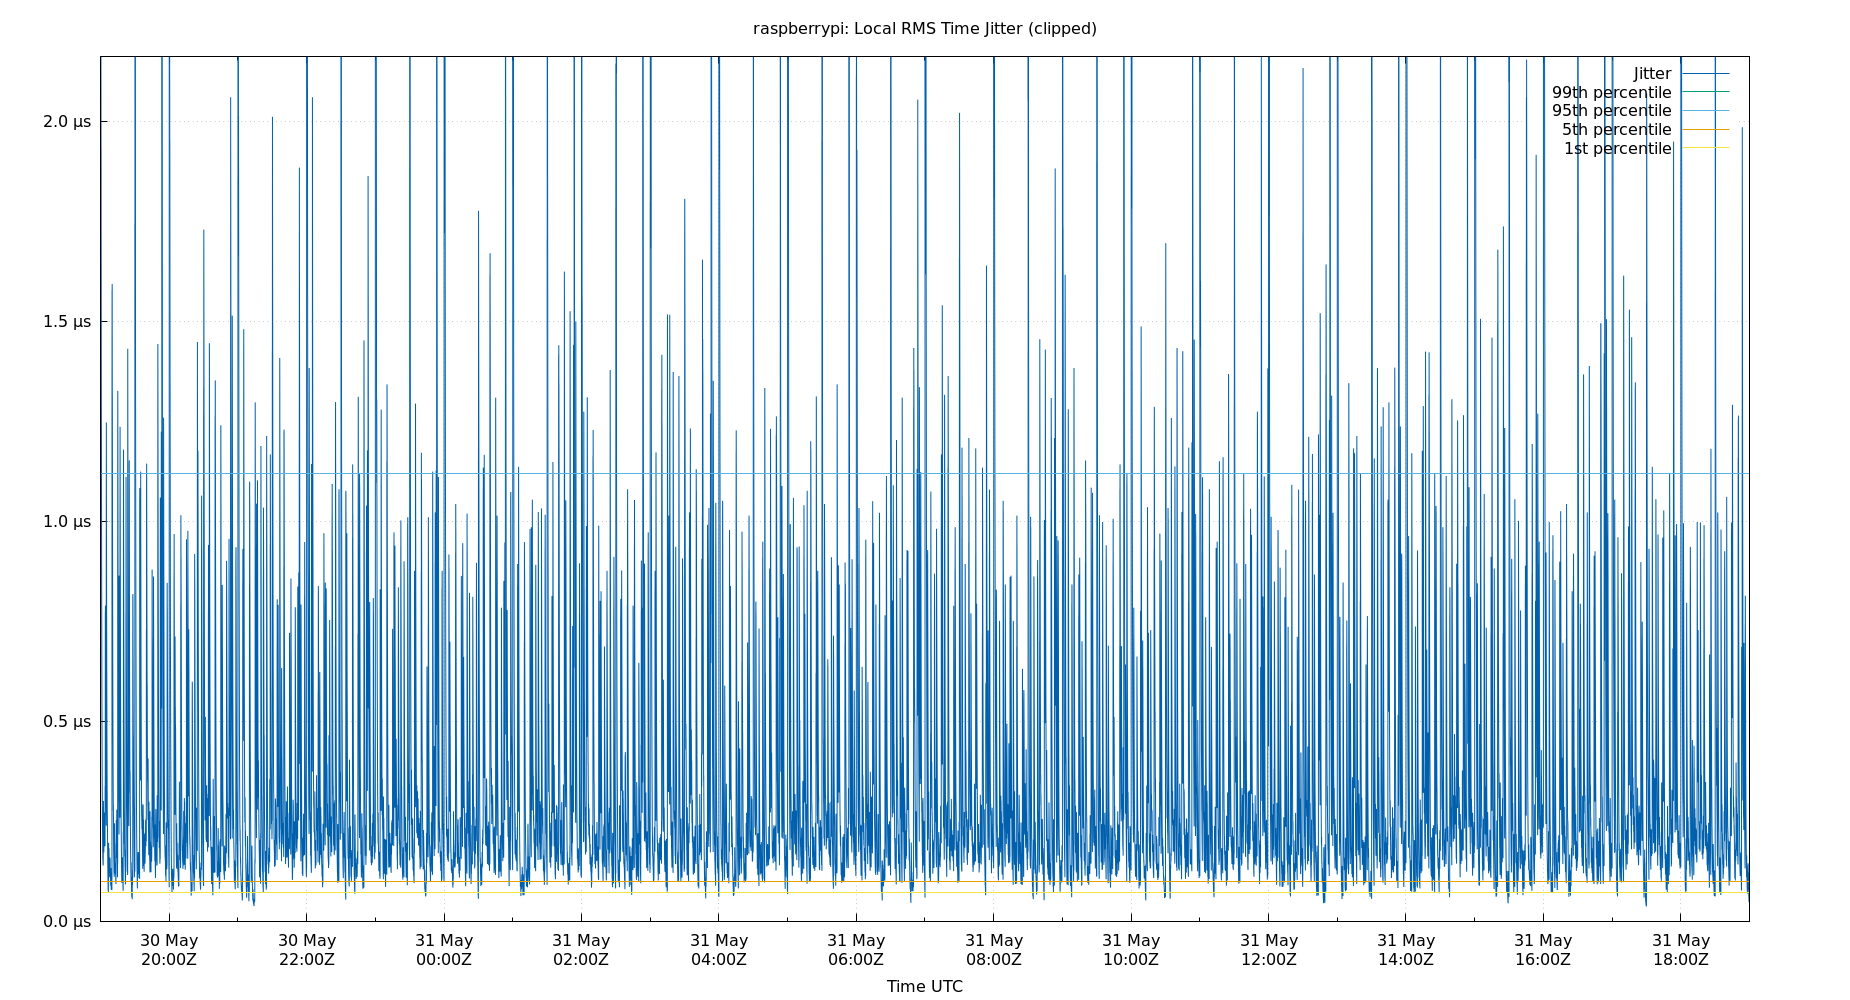 raspberrypi: Local RMS Time Jitter (clipped)
Jitter
99th percentile
95th percentile
5th percentile
1st percentile
2.0 µs
1.5 µs
1.0 µs
0.5 µs
0.0 µs
30 May 30 May 31 May 31 May 31 May 31 May 31 May 31 May 31 May 31 May 31 May 31 May
20:00Z 22:00Z 00:00Z 02:00Z 04:00Z 06:00Z 08:00Z 10:00Z 12:00Z 14:00Z 16:00Z 18:00Z
Time UTC